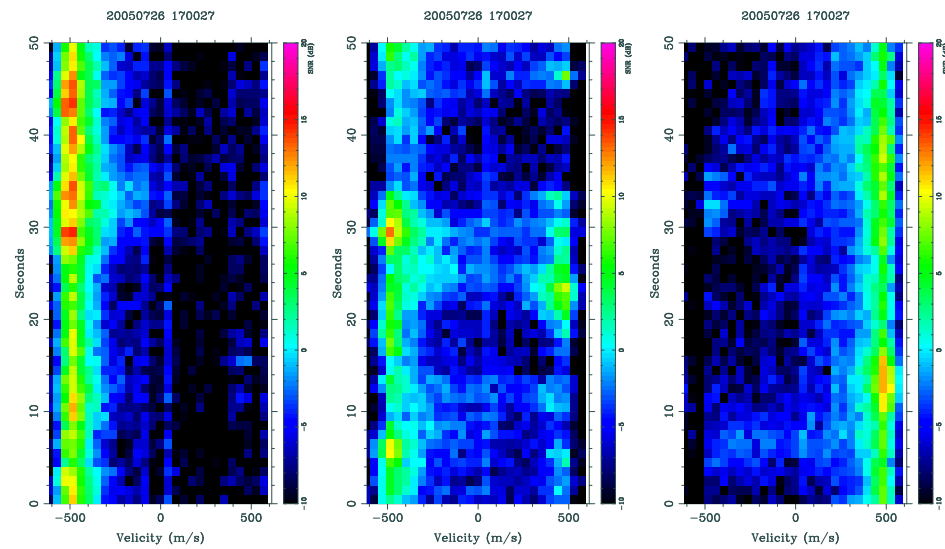 20050726 170027 20050726 170027 20050726 170027
50 20 50 20 50 20
SNR (dB) SNR (dB) SNR (dB)
40 15 40 15 40 15
30 10 30 10 30 10
Seconds Seconds Seconds
5 5 5
20 0 20 0 20 0
10 -5 10 -5 10 -5
0 -10 0 -10 0 -10
-500 0 500 -500 0 500 -500 0 500
Velicity (m/s) Velicity (m/s) Velicity (m/s)